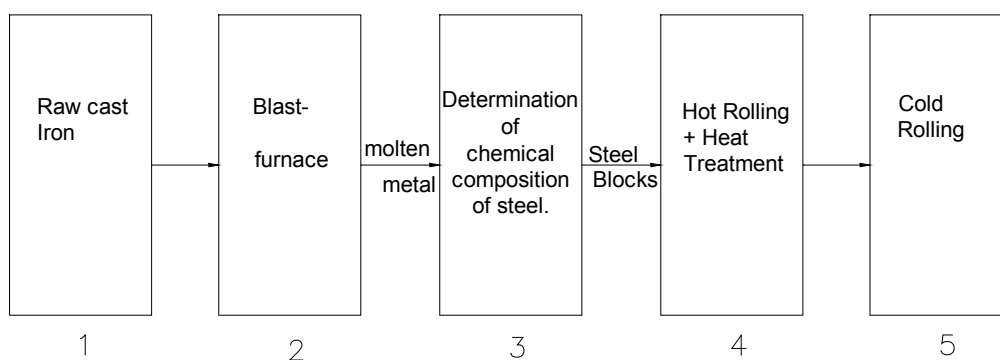 Raw cast
Iron
Blast-
furnace
molten
metal
Determination
of
chemical
composition
of steel.
Steel
Blocks
Hot Rolling
+ Heat
Treatment
Cold
Rolling
1
2
3
4
5